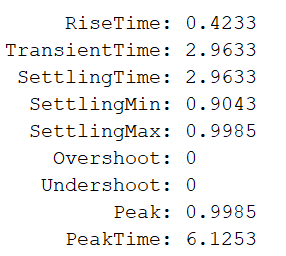 RiseTime: 0.4233
TransientTime: 2.9633
SettlingTime: 2.9633
SettlingMin: 0.9043
SettlingMax: 0.9985
Overshoot: 0
Undershoot: 0
Peak: 0.9985
PeakTime: 6.1253